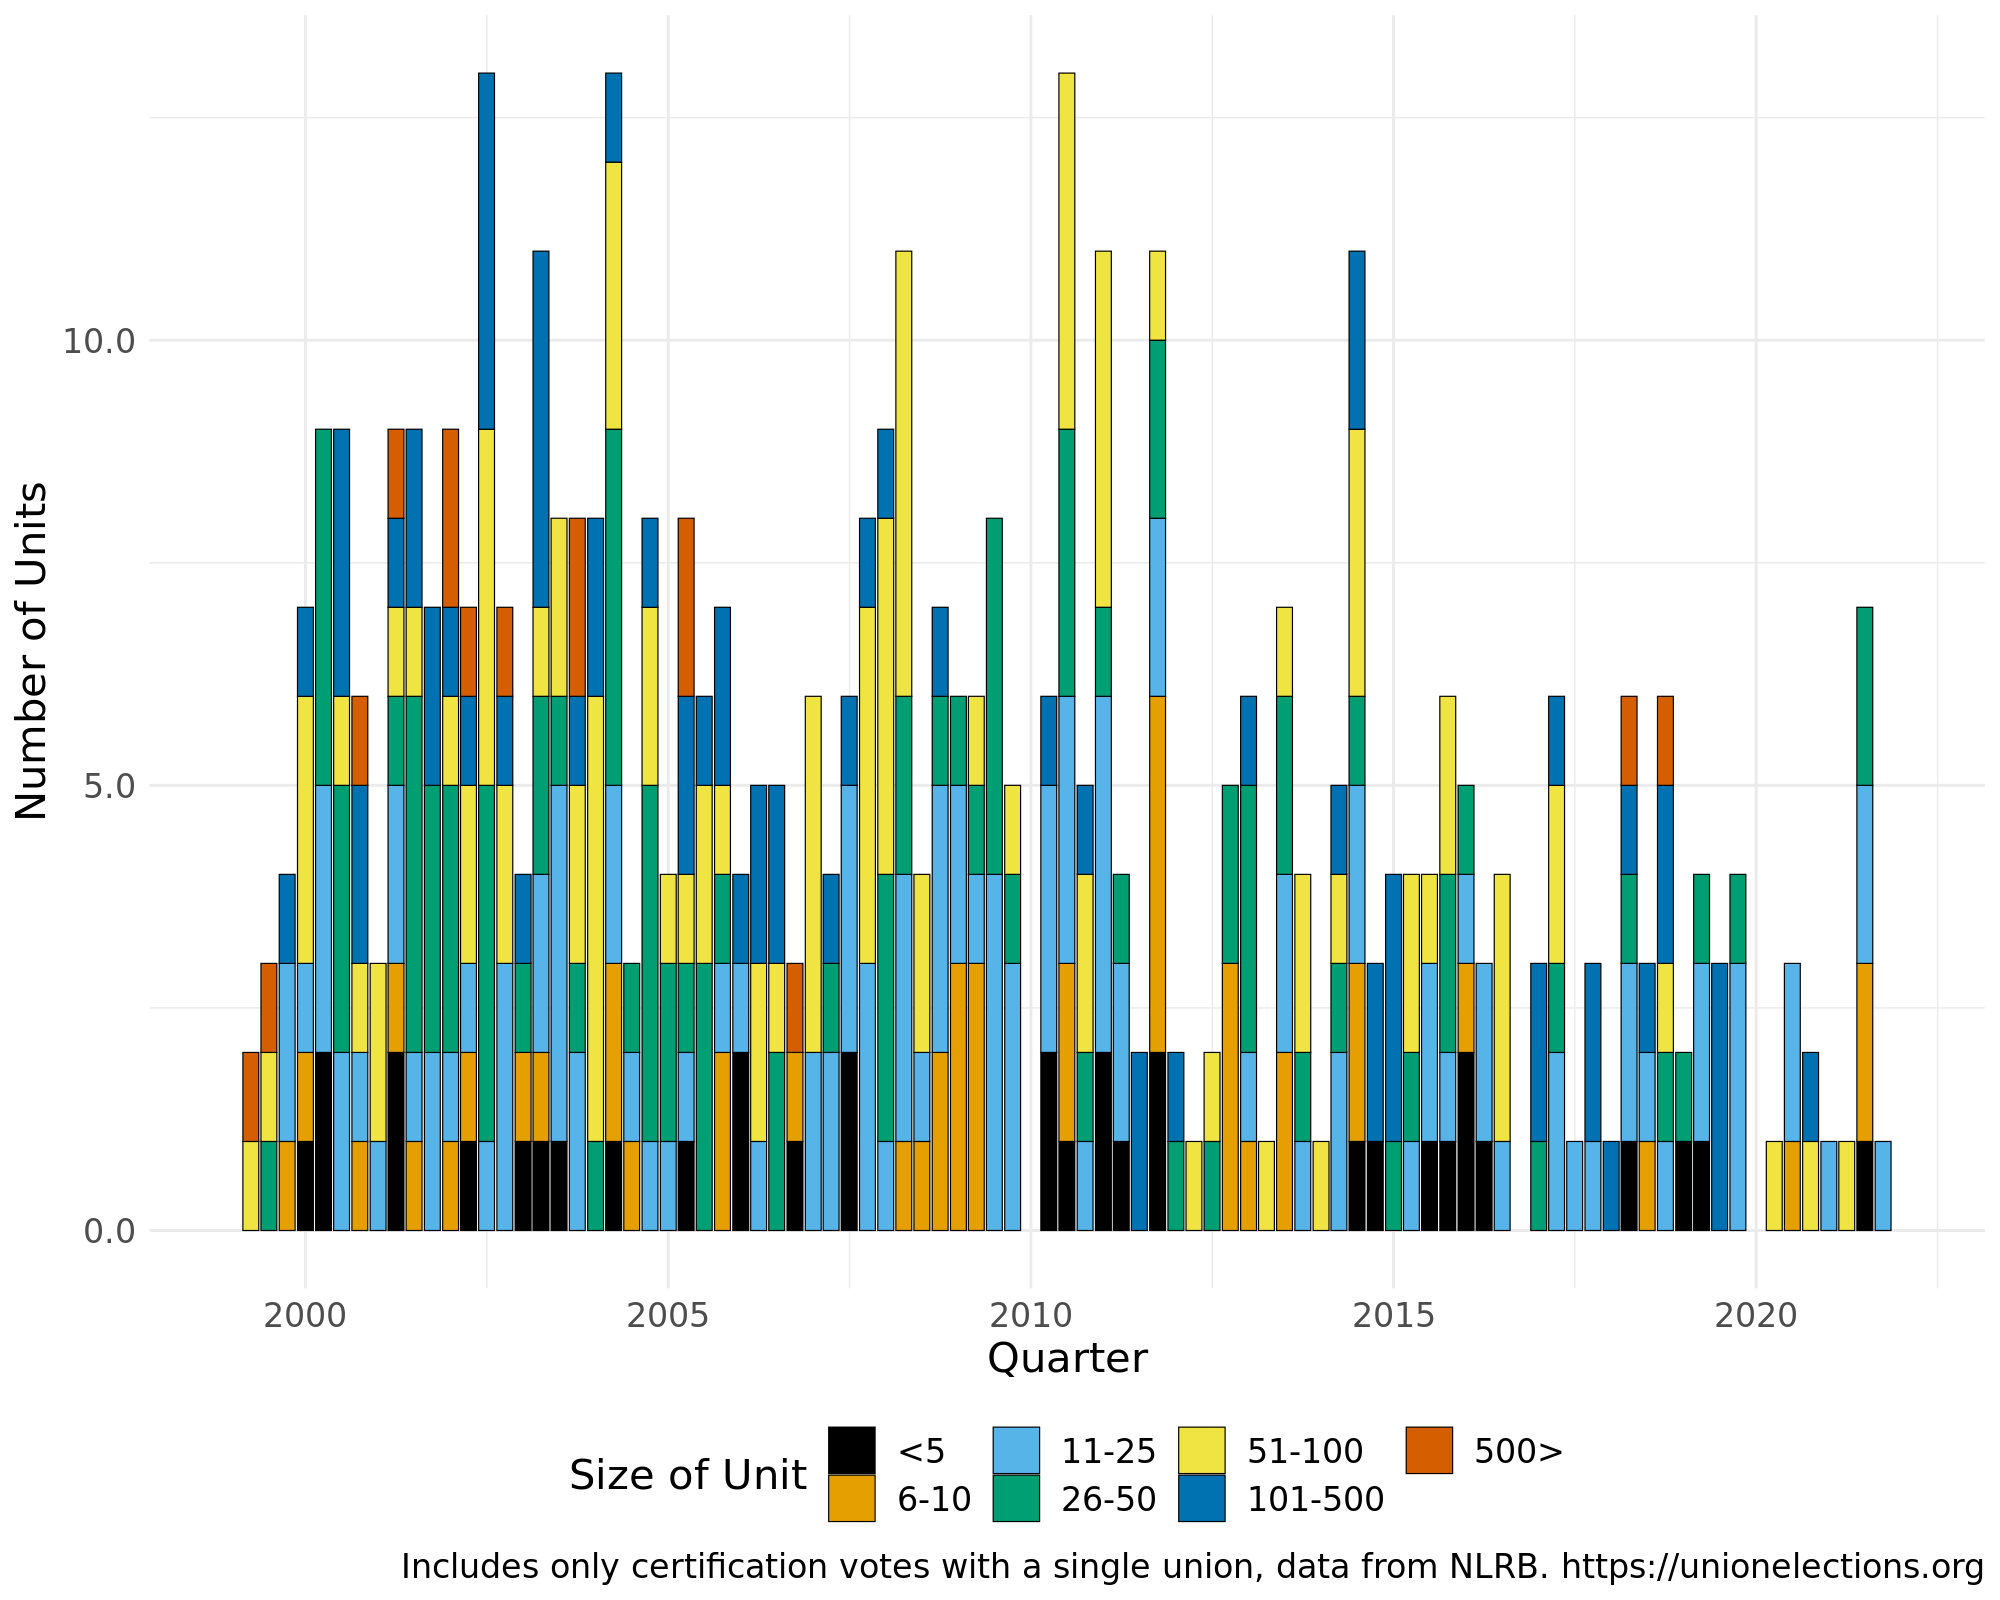 Number of Units
10.0
5.0
0.0
2000 2005 2010 2015 2020
Quarter
Size of Unit
<5 11-25 51-100 500>
6-10 26-50 101-500
Includes only certification votes with a single union, data from NLRB. https://unionelections.org